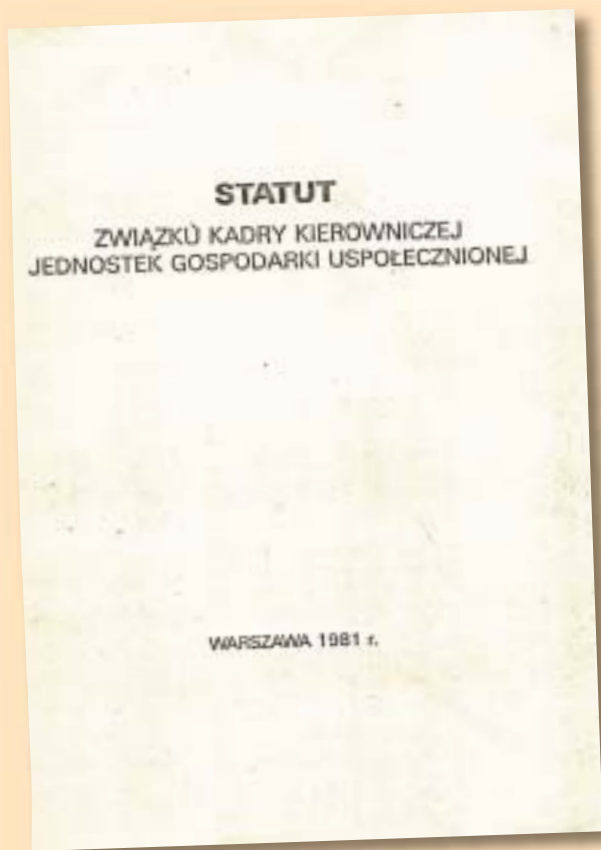 STATUT
ZWIĄZKU KADRY KIEROWNICZEJ
JEDNOSTEK GOSPODARKI USPOŁECZNIONEJ
WARSZAWA 1981 r.